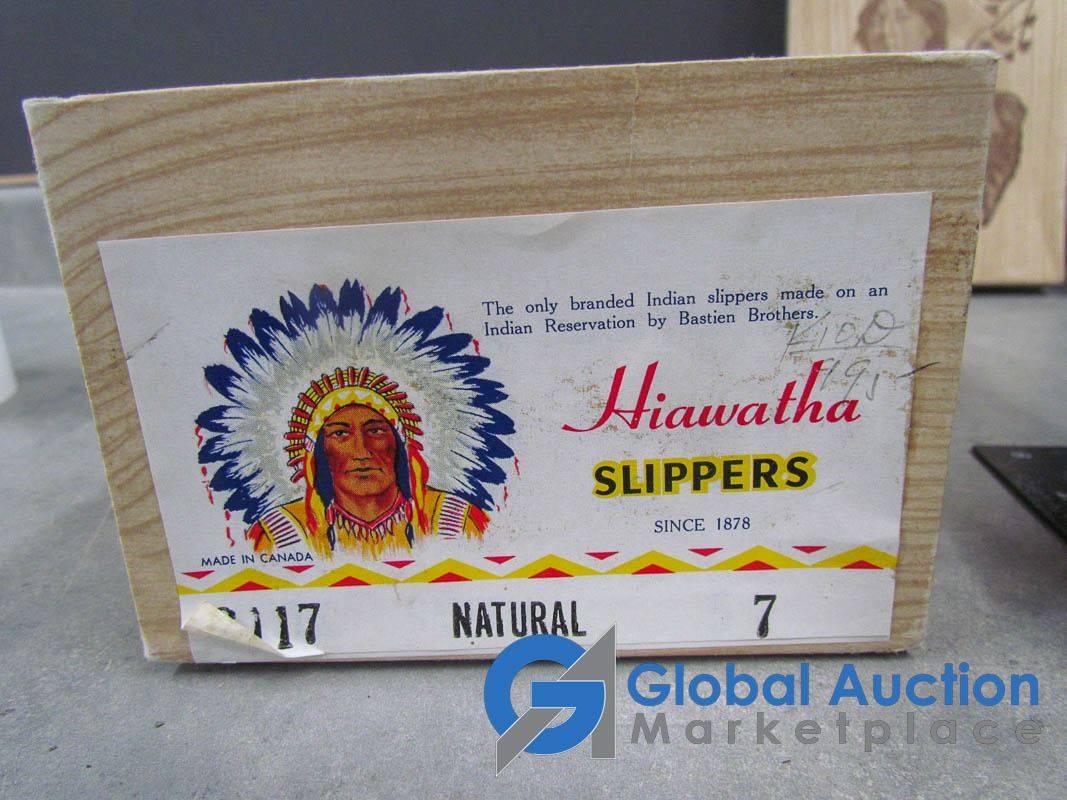 The only branded Indian slippers made on an
Indian Reservation by Bastien Brothers.
Hiawatha
SLIPPERS
SINCE 1878
MADE IN CANADA
117 NATURAL 7
Global Auction
Marketplace